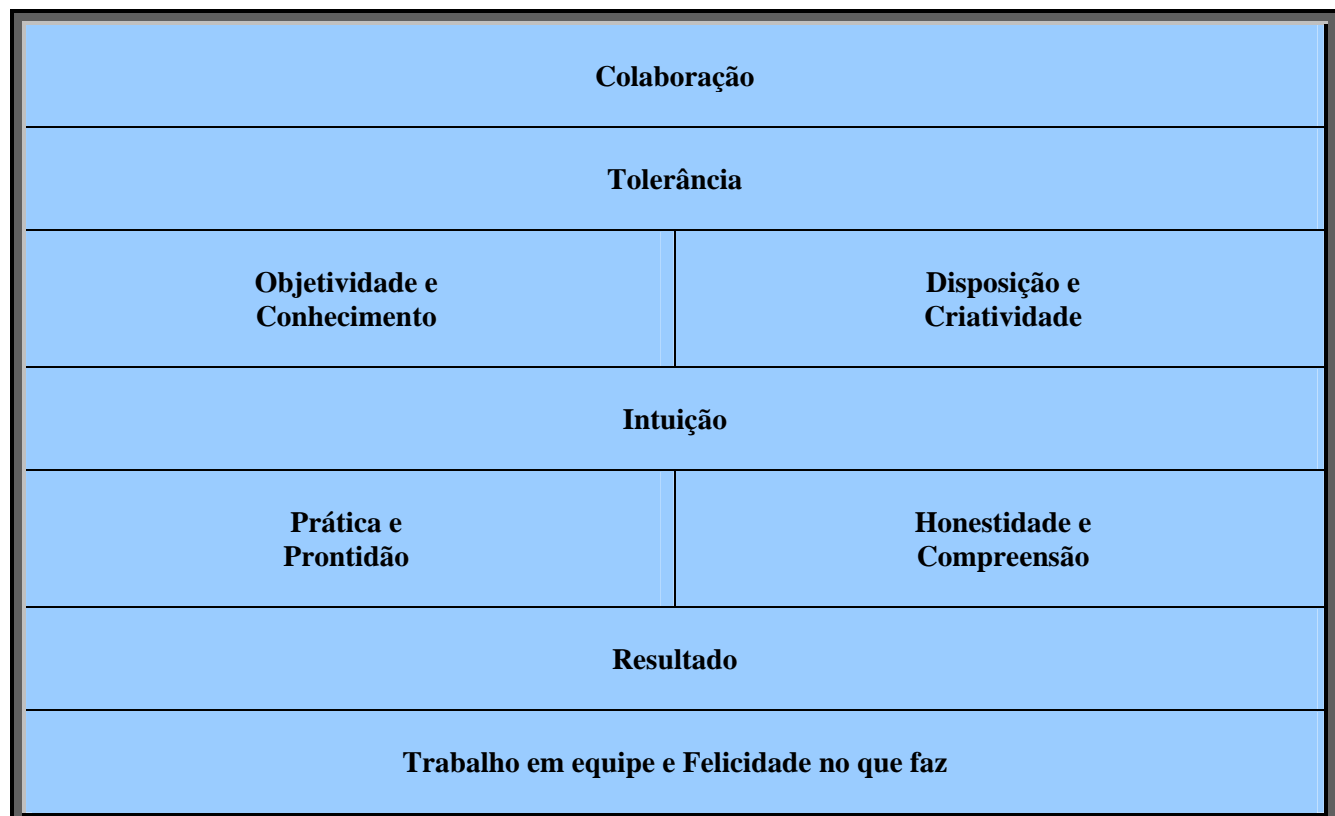 Colaboração
Tolerância
Objetividade e
Conhecimento
Disposição e
Criatividade
Intuição
Prática e
Prontidão
Honestidade e
Compreensão
Resultado
Trabalho em equipe e Felicidade no que faz